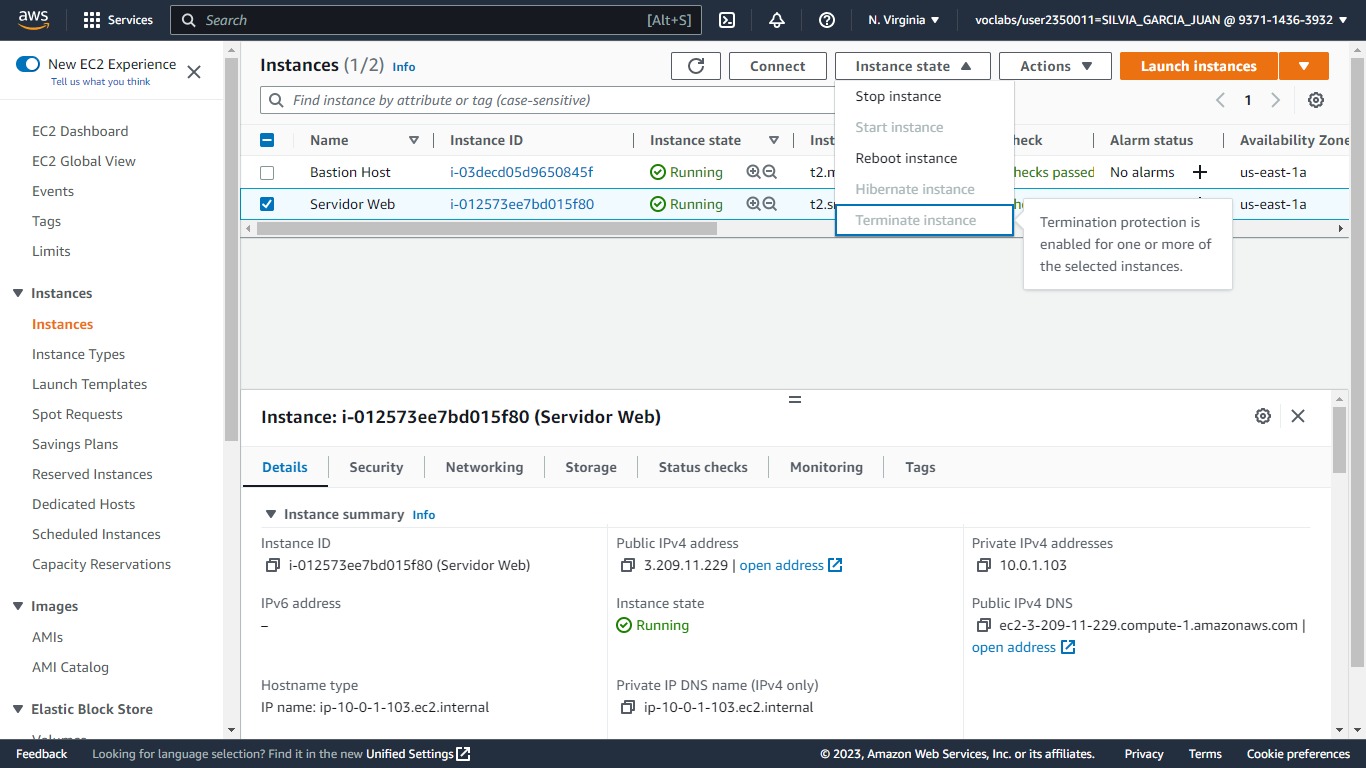 aws
Services
Search
[Alt+S]
N. Virginia
voclabs/user2350011=SILVIA_GARCIA_JUAN @ 9371-1436-3932
New EC2 Experience
Tell us what you think
EC2 Dashboard
EC2 Global View
Events
Tags
Limits
Instances
Instances
Instance Types
Launch Templates
Spot Requests
Savings Plans
Reserved Instances
Dedicated Hosts
Scheduled Instances
Capacity Reservations
Images
AMIs
AMI Catalog
Elastic Block Store
Instances (1/2) Info
Connect
Instance state
Actions
Launch instances
Find instance by attribute or tag (case-sensitive)
1
Stop instance
Start instance
Reboot instance
Hibernate instance
Terminate instance
Termination protection is
enabled for one or more of
the selected instances.
Name Instance ID Instance state Alarm status Availability Zone
Bastion Host i-03decd05d9650845f Running checks passed No alarms us-east-1a
Servidor Web i-012573ee7bd015f80 Running us-east-1a
Instance: i-012573ee7bd015f80 (Servidor Web)
Details Security Networking Storage Status checks Monitoring Tags
Instance summary Info
Instance ID
i-012573ee7bd015f80 (Servidor Web)
Public IPv4 address
3.209.11.229 | open address
Private IPv4 addresses
10.0.1.103
IPv6 address
–
Instance state
Running
Public IPv4 DNS
ec2-3-209-11-229.compute-1.amazonaws.com |
open address
Hostname type
IP name: ip-10-0-1-103.ec2.internal
Private IP DNS name (IPv4 only)
ip-10-0-1-103.ec2.internal
Feedback
Looking for language selection? Find it in the new Unified Settings
© 2023, Amazon Web Services, Inc. or its affiliates.
Privacy
Terms
Cookie preferences